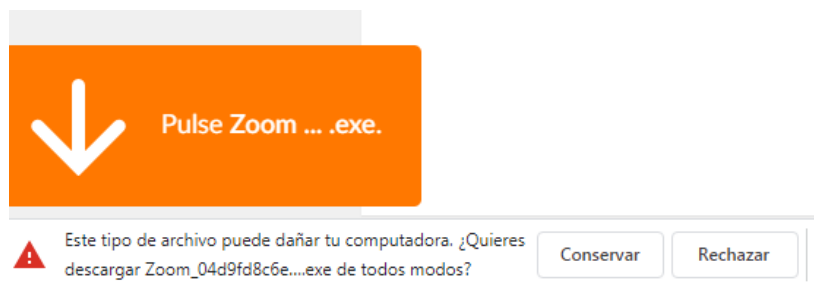 Pulse Zoom ... .exe.
Este tipo de archivo puede dañar tu computadora. ¿Quieres
descargar Zoom_04d9fd8c6e....exe de todos modos?
Conservar
Rechazar